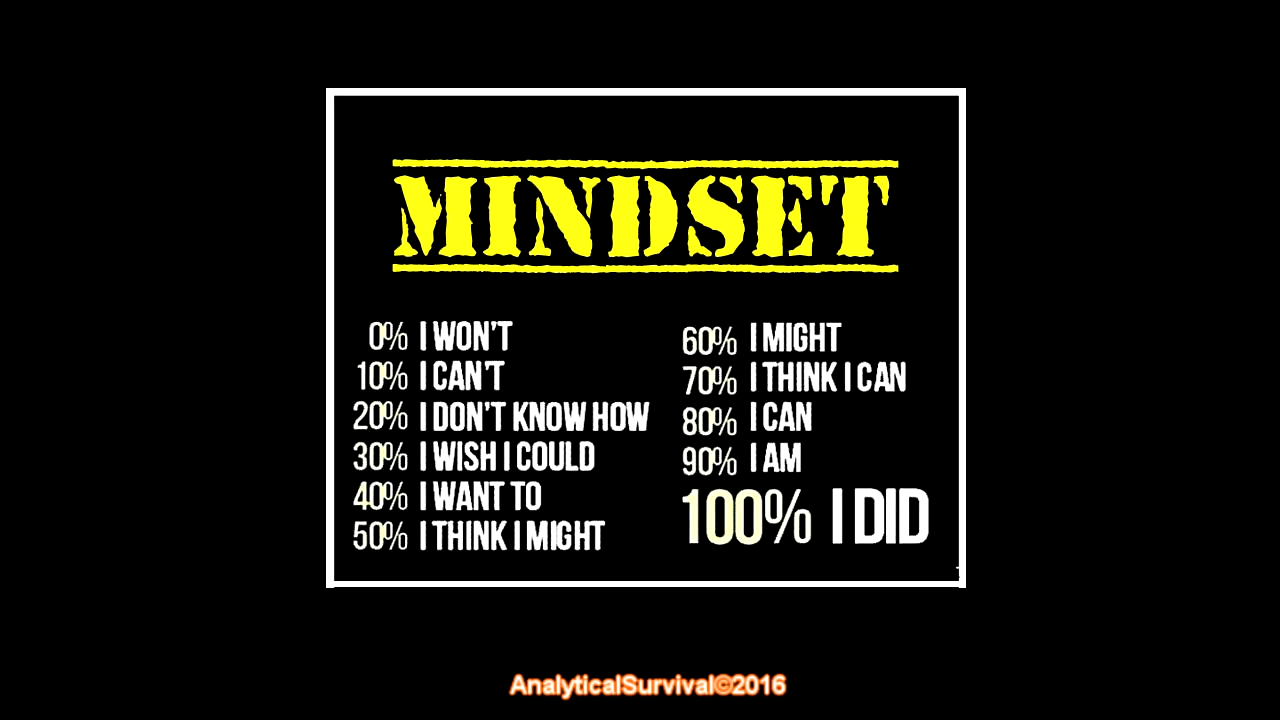 MINDSET
0% I WON'T
10% I CAN'T
20% I DON'T KNOW HOW
30% I WISH I COULD
40% I WANT TO
50% I THINK I MIGHT
60% I MIGHT
70% I THINK I CAN
80% I CAN
90% I AM
100% I DID
AnalyticalSurvival©2016